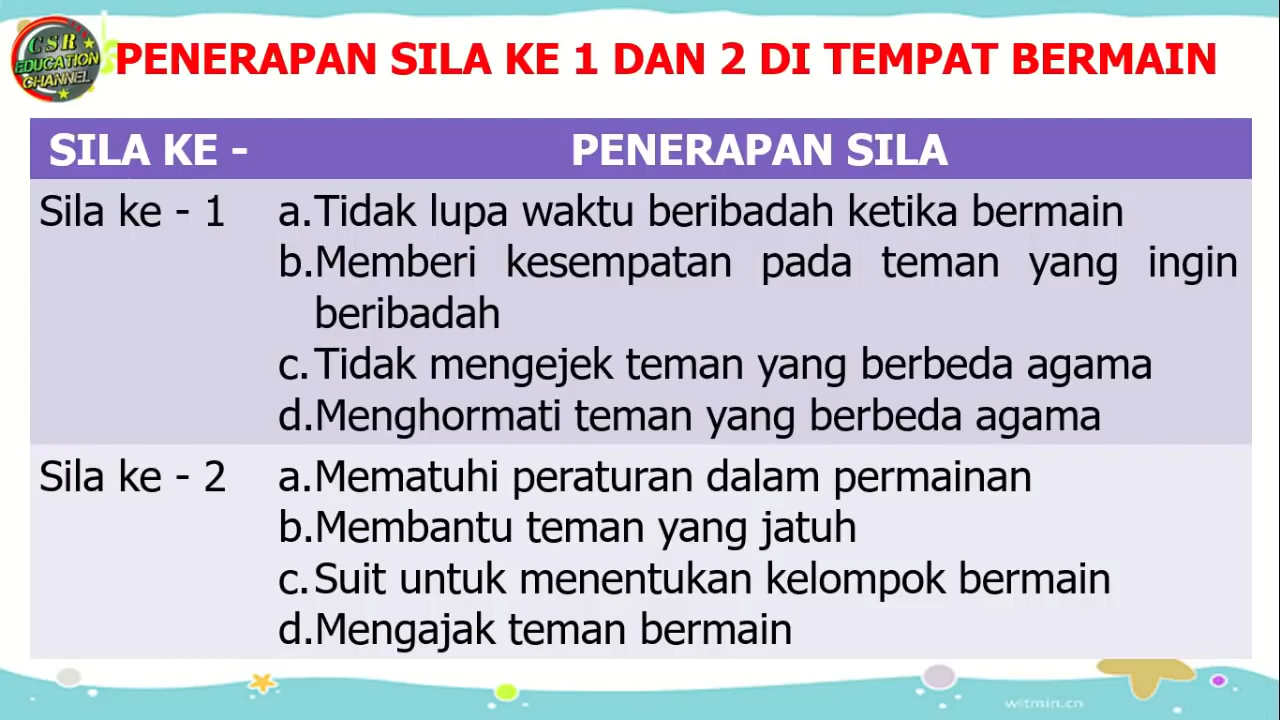 CSR
EDUCATION
CHANNEL
PENERAPAN SILA KE 1 DAN 2 DI TEMPAT BERMAIN
SILA KE - PENERAPAN SILA
Sila ke - 1 a.Tidak lupa waktu beribadah ketika bermain
b.Memberi kesempatan pada teman yang ingin
beribadah
c.Tidak mengejek teman yang berbeda agama
d.Menghormati teman yang berbeda agama
Sila ke - 2 a.Mematuhi peraturan dalam permainan
b.Membantu teman yang jatuh
c.Suit untuk menentukan kelompok bermain
d.Mengajak teman bermain
witmin.cn